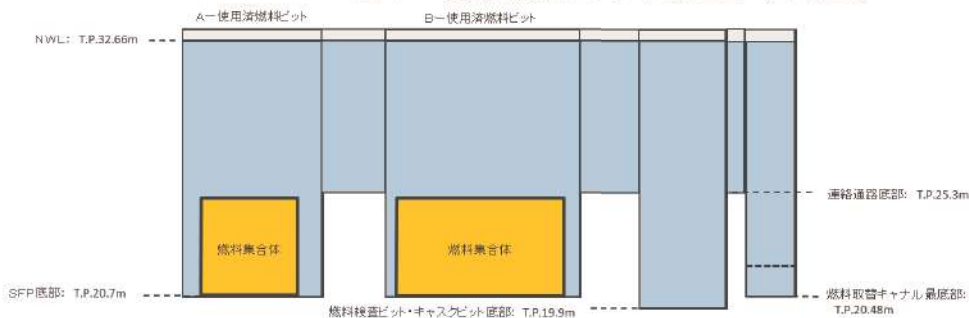 A－使用済燃料ピット
B－使用済燃料ピット
NWL: T.P.32.66m
連絡通路底部: T.P.25.3m
燃料集合体
燃料集合体
SFP底部: T.P.20.7m
燃料検査ピット・キャスクピット底部: T.P.19.9m
燃料取替キャナル最底部:
T.P.20.48m